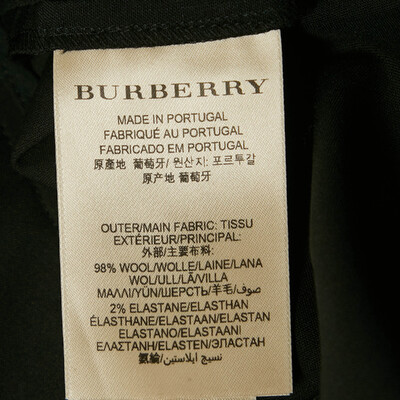 BURBERRY
MADE IN PORTUGAL
FABRIQUÉ AU PORTUGAL
FABRICADO EM PORTUGAL
原產地 葡萄牙/ 원산지: 포르투갈
原产地 葡萄牙
OUTER/MAIN FABRIC: TISSU
EXTÉRIEUR/PRINCIPAL:
外部/主要布料:
98% WOOL/WOLLE/LAINE/LANA
WOL/ULL/LÃ/VILLA
ΜΑΛΛΙ/YÜN/ШЕРСТЬ/羊毛/صوف
2% ELASTANE/ELASTHAN
ÉLASTHANE/ELASTAAN/ELASTAN
ELASTANO/ELASTAANI
ΕΛΑΣΤΑΝΗ/ELASTEN/ЭЛАСТАН
氨綸/نسيج ايلاستين